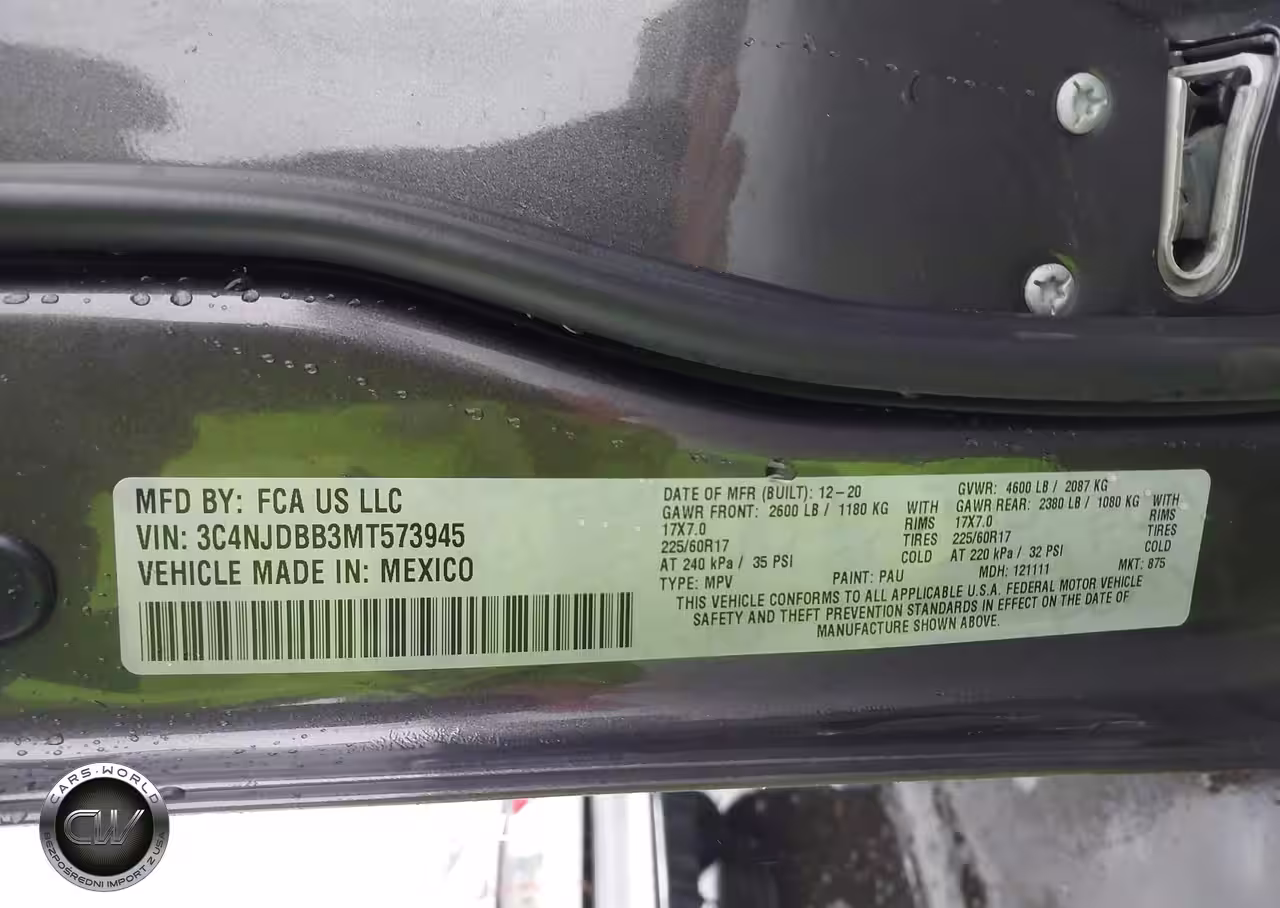 MFD BY: FCA US LLC
VIN: 3C4NJDBB3MT573945
VEHICLE MADE IN: MEXICO
DATE OF MFR (BUILT): 12-20
GVWR: 4600 LB / 2087 KG
GAWR FRONT: 2600 LB / 1180 KG WITH
GAWR REAR: 2380 LB / 1080 KG WITH
17X7.0 RIMS
17X7.0 RIMS
225/60R17 TIRES
225/60R17 TIRES
AT 240 kPa / 35 PSI COLD
AT 220 kPa / 32 PSI COLD
TYPE: MPV PAINT: PAU MDH: 121111 MKT: 875
THIS VEHICLE CONFORMS TO ALL APPLICABLE U.S.A. FEDERAL MOTOR VEHICLE
SAFETY AND THEFT PREVENTION STANDARDS IN EFFECT ON THE DATE OF
MANUFACTURE SHOWN ABOVE.
CARS·WORLD
CW
BEZPOŚREDNI IMPORT Z USA